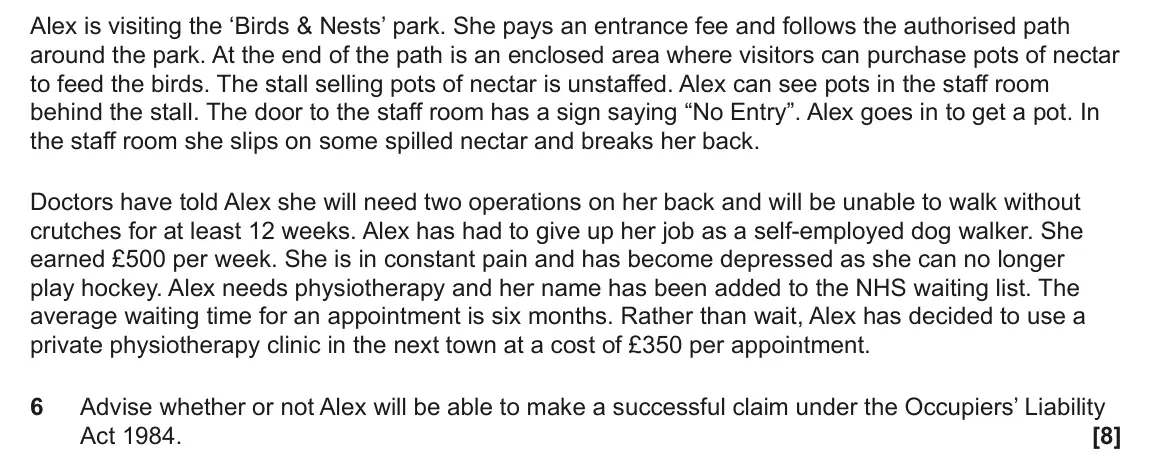 Alex is visiting the ‘Birds & Nests’ park. She pays an entrance fee and follows the authorised path
around the park. At the end of the path is an enclosed area where visitors can purchase pots of nectar
to feed the birds. The stall selling pots of nectar is unstaffed. Alex can see pots in the staff room
behind the stall. The door to the staff room has a sign saying “No Entry”. Alex goes in to get a pot. In
the staff room she slips on some spilled nectar and breaks her back.
Doctors have told Alex she will need two operations on her back and will be unable to walk without
crutches for at least 12 weeks. Alex has had to give up her job as a self-employed dog walker. She
earned £500 per week. She is in constant pain and has become depressed as she can no longer
play hockey. Alex needs physiotherapy and her name has been added to the NHS waiting list. The
average waiting time for an appointment is six months. Rather than wait, Alex has decided to use a
private physiotherapy clinic in the next town at a cost of £350 per appointment.
6 Advise whether or not Alex will be able to make a successful claim under the Occupiers’ Liability
Act 1984. [8]